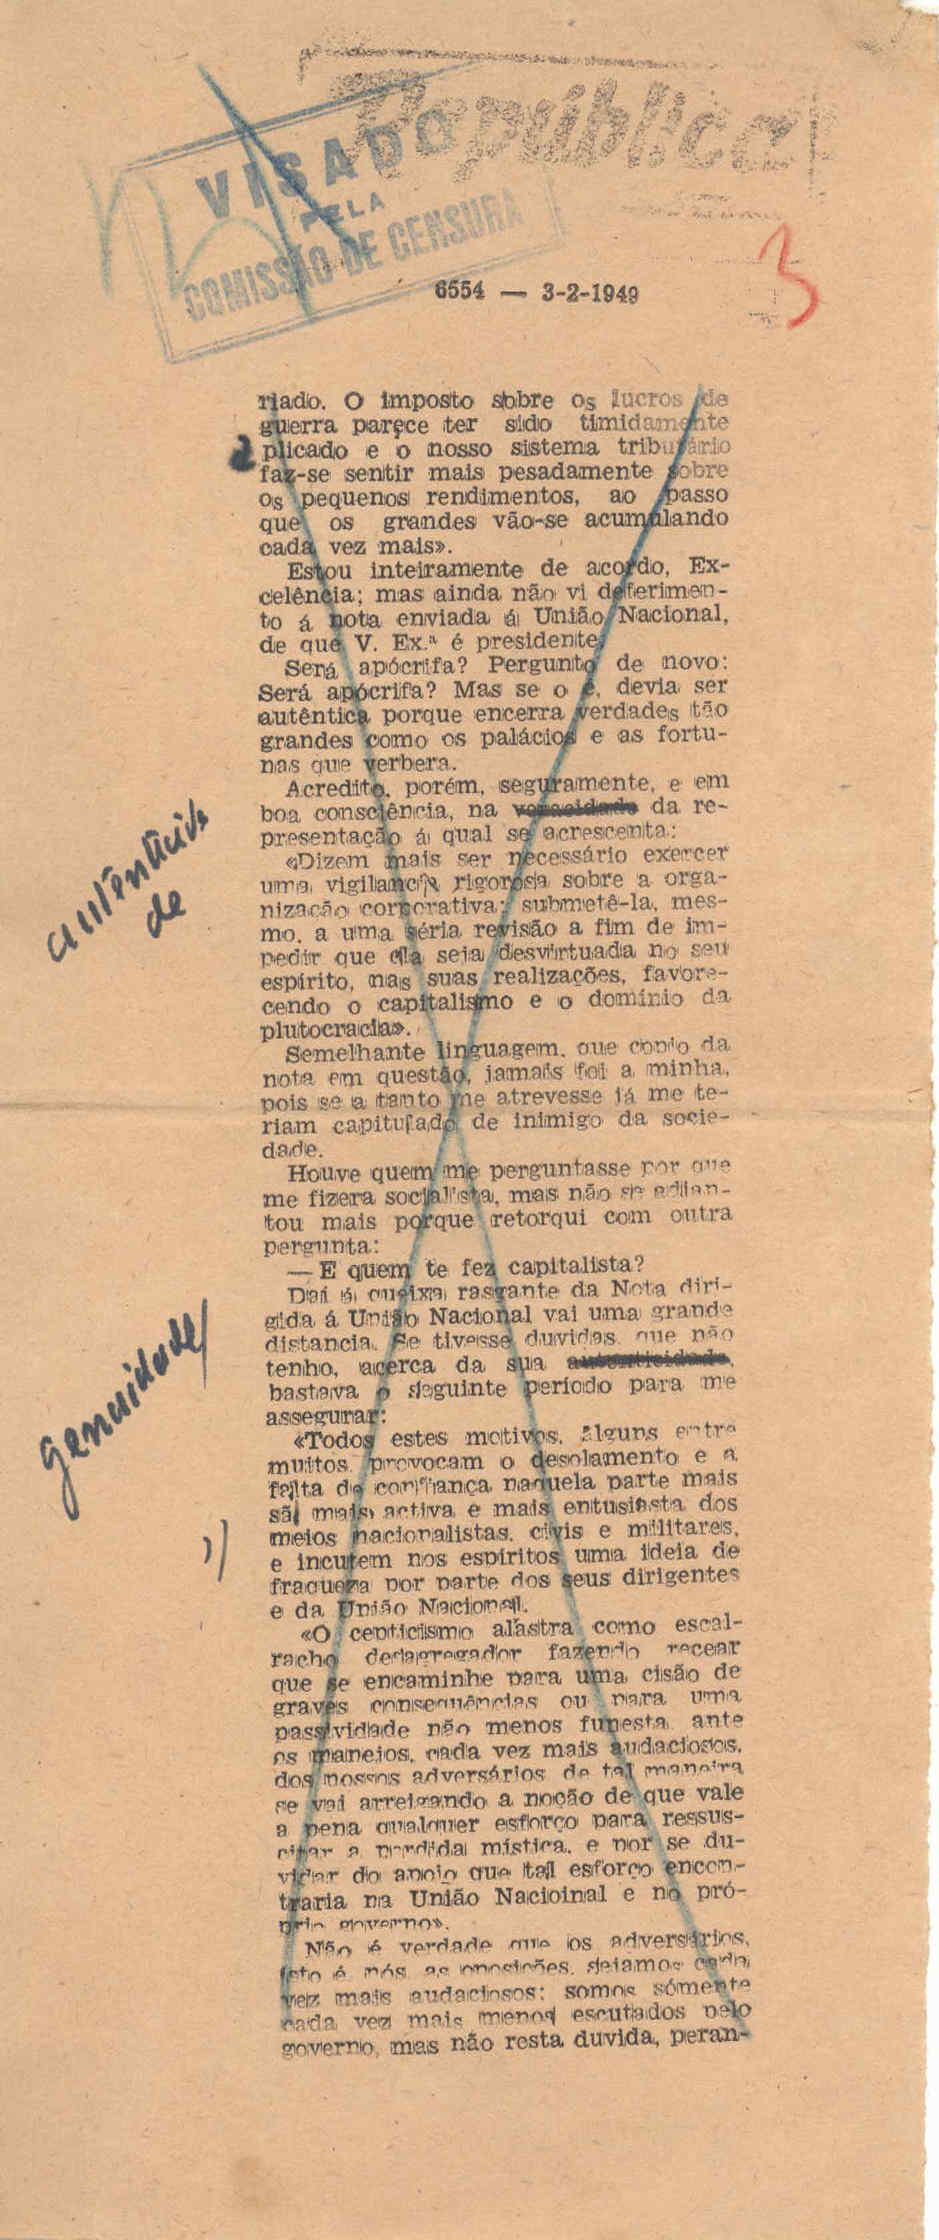 República
VISADO
PELA
COMISSÃO DE CENSURA
3
6554 — 3-2-1949
riado. O imposto sobre os lucros de
guerra parece ter sido timidamente
a plicado e o nosso sistema tributário
faz-se sentir mais pesadamente sobre
os pequenos rendimentos, ao passo
que os grandes vão-se acumulando
cada vez mais».
Estou inteiramente de acordo, Ex-
celência; mas ainda não vi deferimen-
to á nota enviada á União Nacional,
de que V. Ex.ª é presidente.
Será apócrifa? Pergunto de novo:
Será apócrifa? Mas se o é, devia ser
autêntica porque encerra verdades tão
grandes como os palácios e as fortu-
nas que verbera.
Acredito, porém, seguramente, e em
boa consciência, na veracidade da re-
presentação á qual se acrescenta:
autenticida
de
«Dizem mais ser necessário exercer
uma vigilancia rigorosa sobre a orga-
nização corporativa; submetê-la, mes-
mo, a uma séria revisão a fim de im-
pedir que ela seja desvirtuada no seu
espírito, nas suas realizações, favore-
cendo o capitalismo e o domínio da
plutocracia».
Semelhante linguagem, que copio da
nota em questão, jamais foi a minha,
pois se a tanto me atrevesse já me te-
riam capitulado de inimigo da socie-
dade.
Houve quem me perguntasse por que
me fizera socialista, mas não se adian-
tou mais porque retorqui com outra
pergunta:
— E quem te fez capitalista?
Daí á queixa rasgante da Nota diri-
gida á União Nacional vai uma grande
distancia. Se tivesse duvidas, que não
tenho, acerca da sua autenticidade,
bastava o seguinte período para me
assegurar:
genuidade/
«Todos estes motivos, alguns entre
muitos, provocam o desolamento e a
falta de confiança naquela parte mais
sã, mais activa e mais entusiasta dos
meios nacionalistas, civis e militares,
e incutem nos espíritos uma ideia de
fraqueza por parte dos seus dirigentes
e da União Nacional.
«O cepticismo alastra como escal-
racho desagregador fazendo recear
que se encaminhe para uma cisão de
graves consequências ou para uma
passividade não menos funesta, ante
os manejos, cada vez mais audaciosos,
dos nossos adversários de tal maneira
se vai arreigando a noção de que vale
a pena qualquer esforço para ressus-
citar a perdida mística, e por se du-
vidar do apoio que tal esforço encon-
traria na União Nacioinal e no pró-
prio governo».
Não é verdade que os adversários,
isto é nós, as oposições, sejamos cada
vez mais audaciosos; somos sómente
cada vez mais menos escutados pelo
governo, mas não resta duvida, peran-